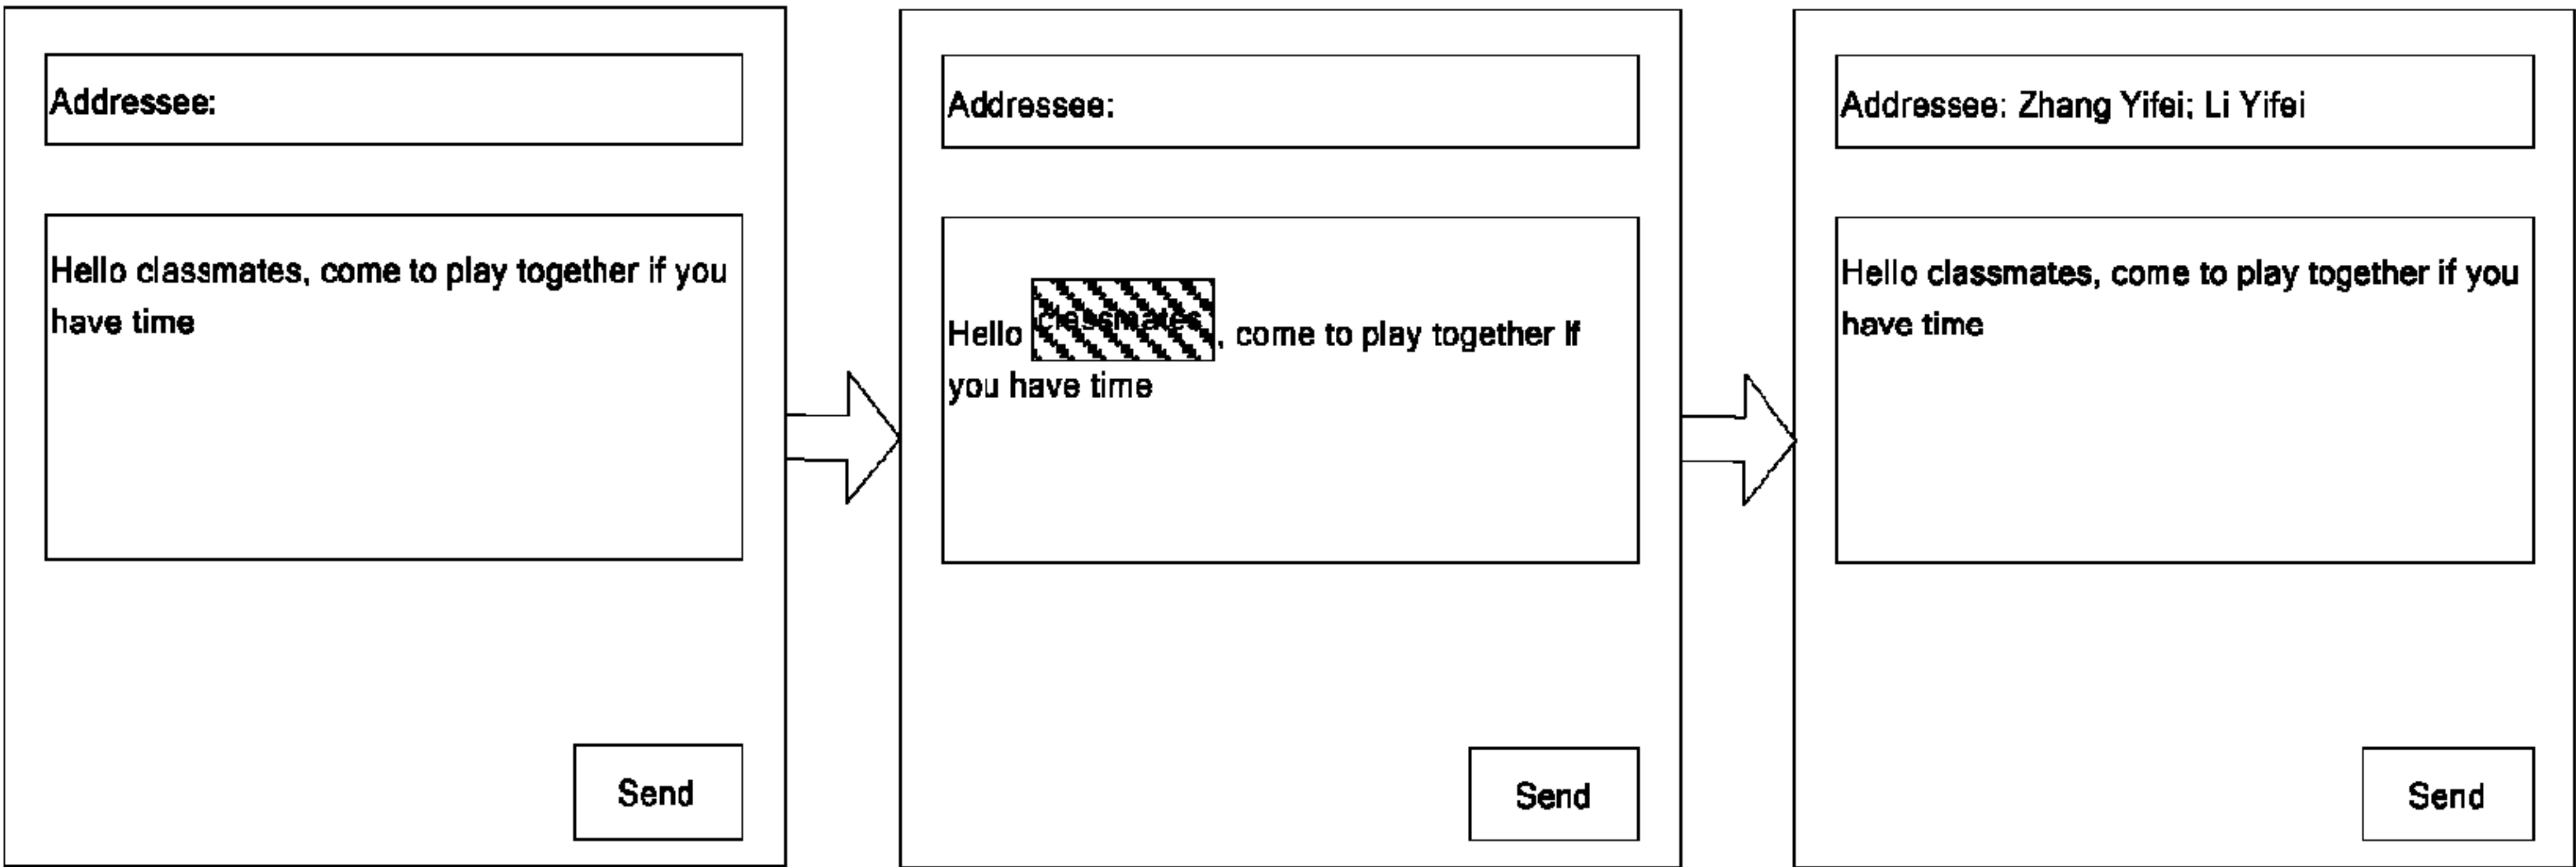 Addressee:
Hello classmates, come to play together if you
have time
Send
Addressee:
Hello classmates, come to play together if
you have time
Send
Addressee: Zhang Yifei; Li Yifei
Hello classmates, come to play together if you
have time
Send